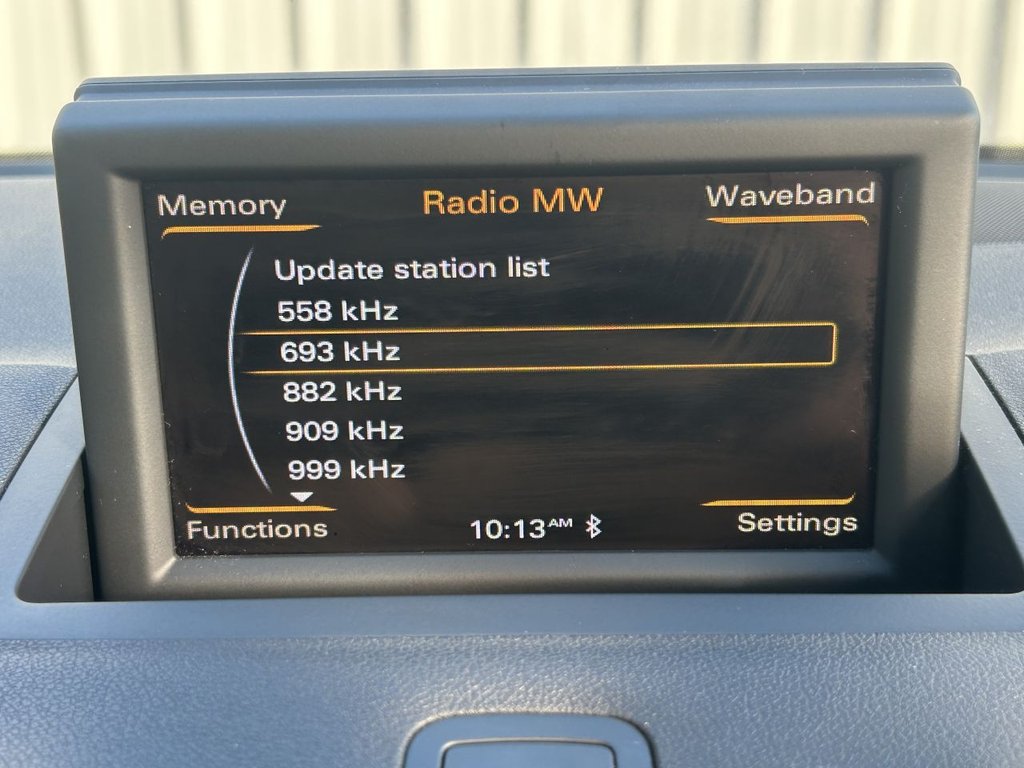 Memory
Radio MW
Waveband
Update station list
558 kHz
693 kHz
882 kHz
909 kHz
999 kHz
Functions
10:13AM
Settings